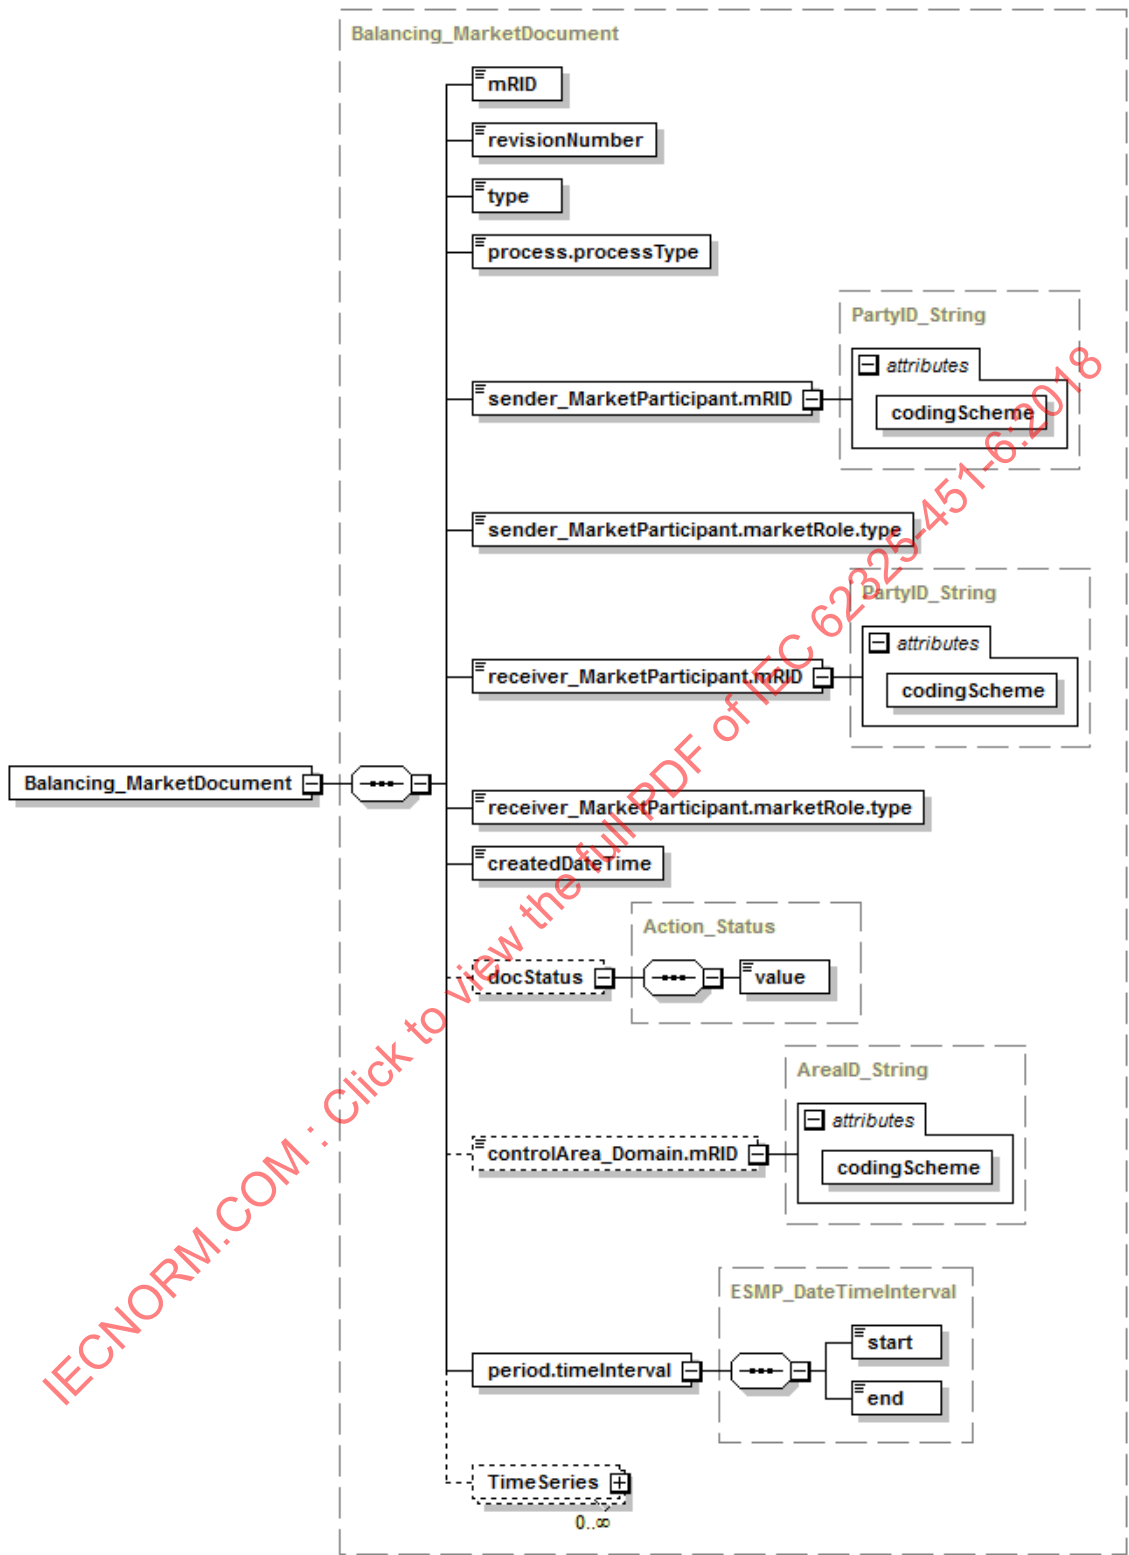 Balancing_MarketDocument
mRID
revisionNumber
type
process.processType
PartyID_String
attributes
sender_MarketParticipant.mRID
codingScheme
sender_MarketParticipant.marketRole.type
PartyID_String
attributes
receiver_MarketParticipant.mRID
codingScheme
Balancing_MarketDocument
receiver_MarketParticipant.marketRole.type
createdDateTime
Action_Status
docStatus
value
AreaID_String
attributes
controlArea_Domain.mRID
codingScheme
ESMP_DateTimeInterval
start
period.timeInterval
end
TimeSeries
0..∞
IECNORM.COM : Click to view the full PDF of IEC 62325-451-6:2018